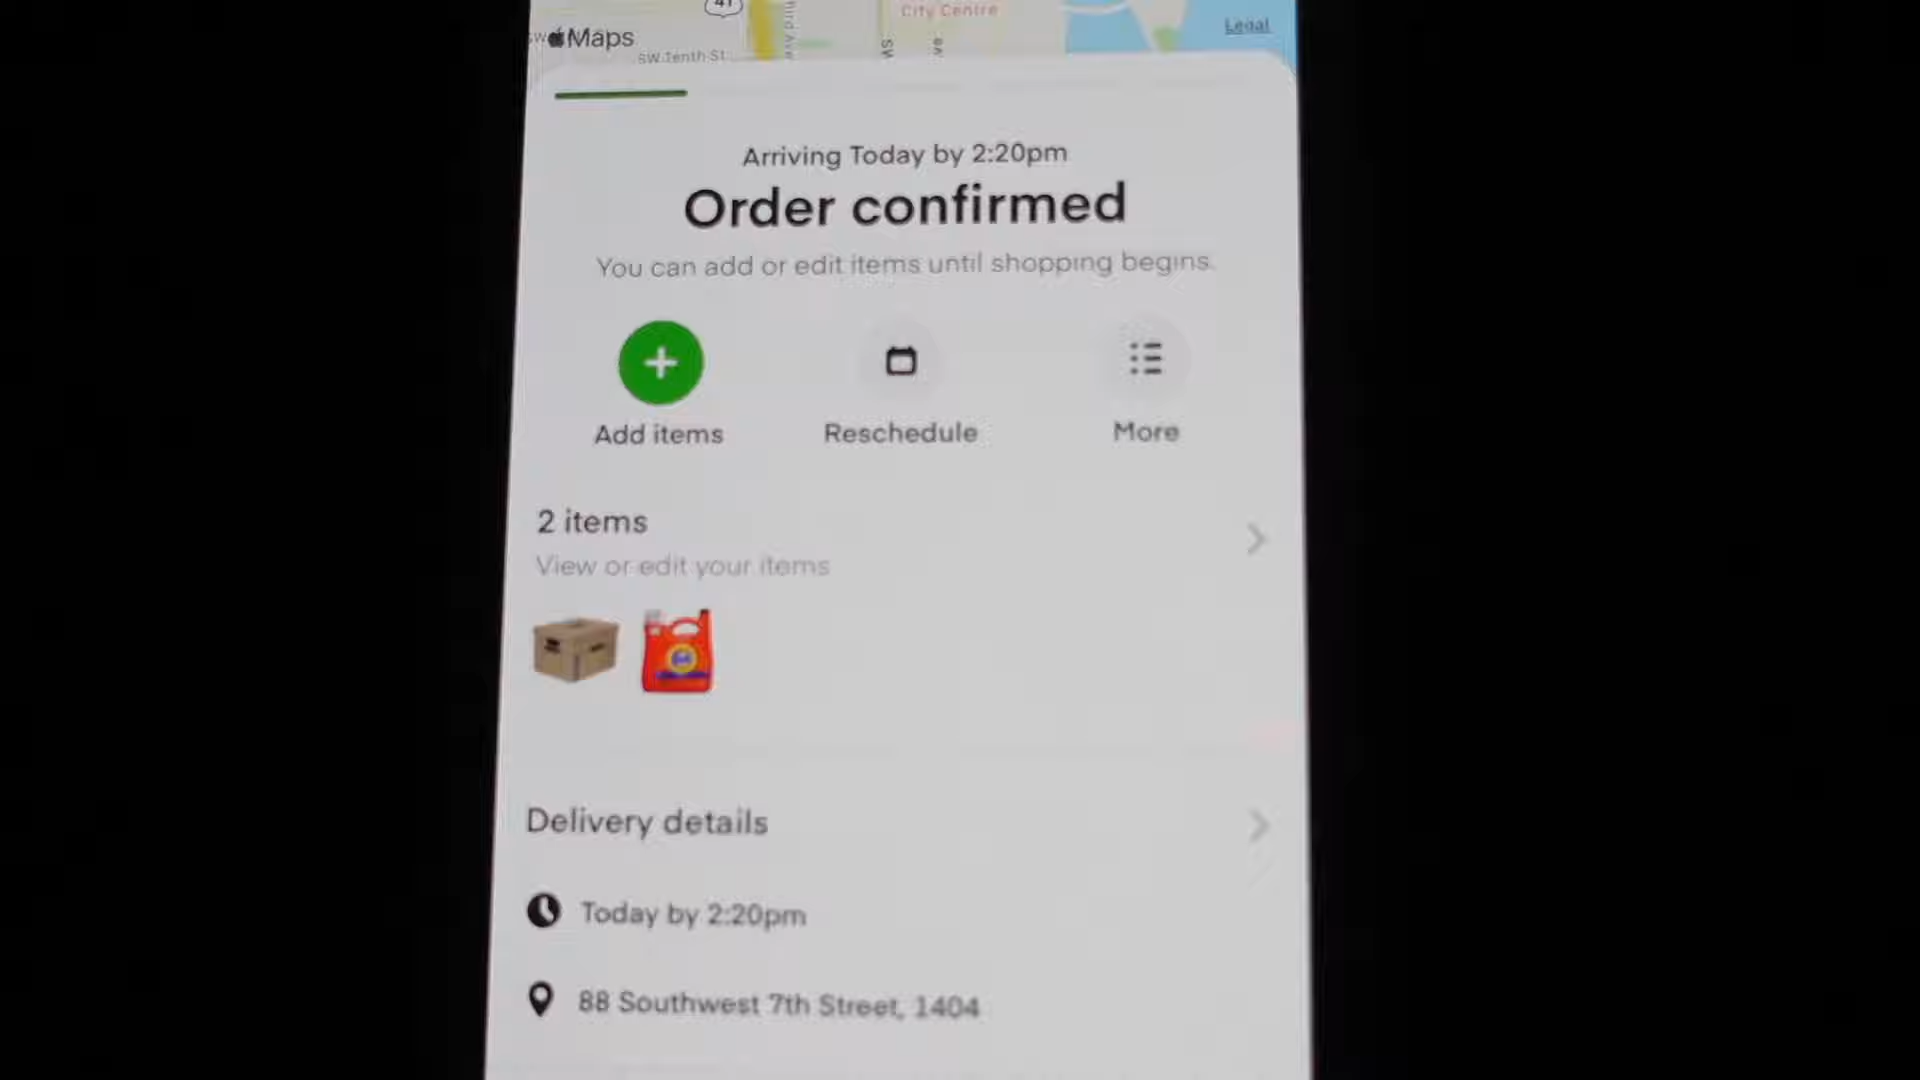 41
City Centre
Legal
Maps
SW Tenth St
SW
Arriving Today by 2:20pm
Order confirmed
You can add or edit items until shopping begins.
Add items
Reschedule
More
2 items
View or edit your items
Delivery details
Today by 2:20pm
88 Southwest 7th Street, 1404